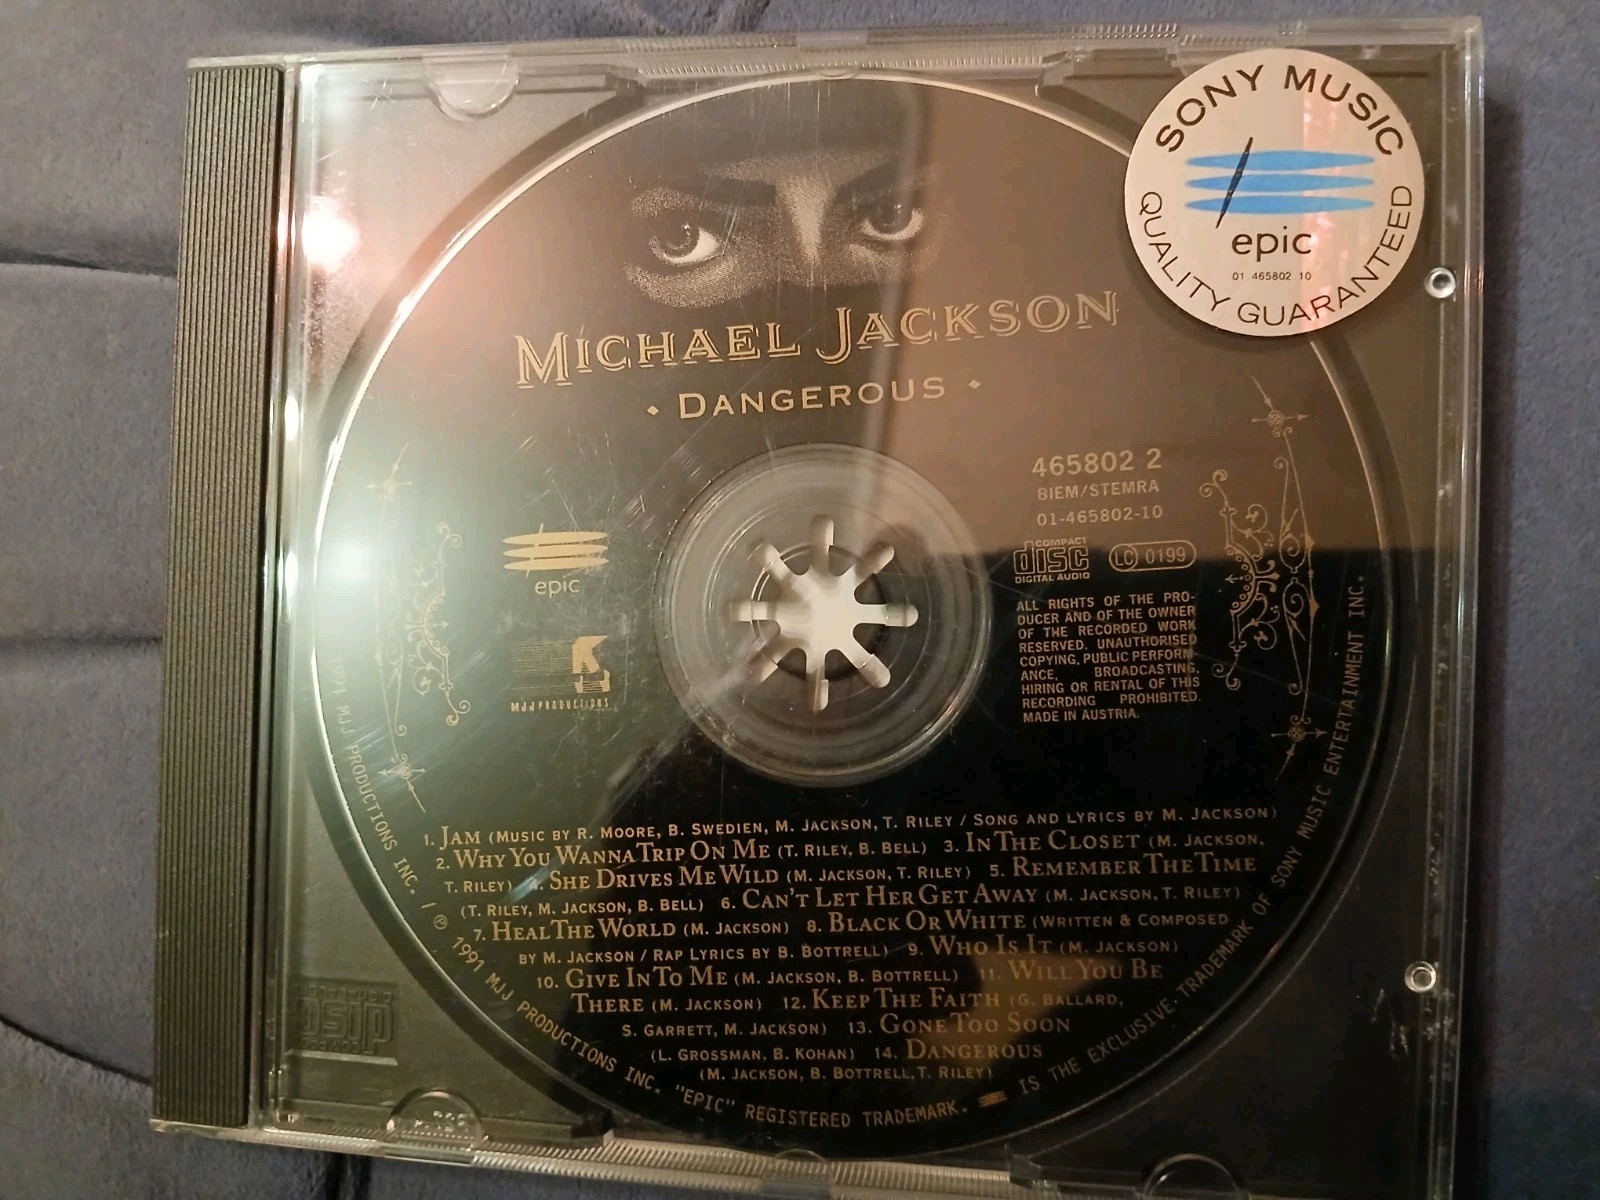 SONY MUSIC
epic
01 465802 10
QUALITY GUARANTEED
MICHAEL JACKSON
• DANGEROUS •
465802 2
BIEM/STEMRA
01-465802-10
epic
COMPACT
disc
DIGITAL AUDIO
LC 0199
MJJ PRODUCTIONS
ALL RIGHTS OF THE PRO-
DUCER AND OF THE OWNER
OF THE RECORDED WORK
RESERVED. UNAUTHORISED
COPYING, PUBLIC PERFORM
ANCE, BROADCASTING,
HIRING OR RENTAL OF THIS
RECORDING PROHIBITED.
MADE IN AUSTRIA.
1. JAM (MUSIC BY R. MOORE, B. SWEDIEN, M. JACKSON, T. RILEY / SONG AND LYRICS BY M. JACKSON)
2. WHY YOU WANNA TRIP ON ME (T. RILEY, B. BELL) 3. IN THE CLOSET (M. JACKSON,
T. RILEY) 4. SHE DRIVES ME WILD (M. JACKSON, T. RILEY) 5. REMEMBER THE TIME
(T. RILEY, M. JACKSON, B. BELL) 6. CAN'T LET HER GET AWAY (M. JACKSON, T. RILEY)
7. HEAL THE WORLD (M. JACKSON) 8. BLACK OR WHITE (WRITTEN & COMPOSED
BY M. JACKSON / RAP LYRICS BY B. BOTTRELL) 9. WHO IS IT (M. JACKSON)
10. GIVE IN TO ME (M. JACKSON, B. BOTTRELL) 11. WILL YOU BE
THERE (M. JACKSON) 12. KEEP THE FAITH (G. BALLARD,
S. GARRETT, M. JACKSON) 13. GONE TOO SOON
(L. GROSSMAN, B. KOHAN) 14. DANGEROUS
(M. JACKSON, B. BOTTRELL, T. RILEY)
1991 MJJ PRODUCTIONS INC. / ℗ 1991 MJJ PRODUCTIONS INC. "EPIC" REGISTERED TRADEMARK. IS THE EXCLUSIVE TRADEMARK OF SONY MUSIC ENTERTAINMENT INC.